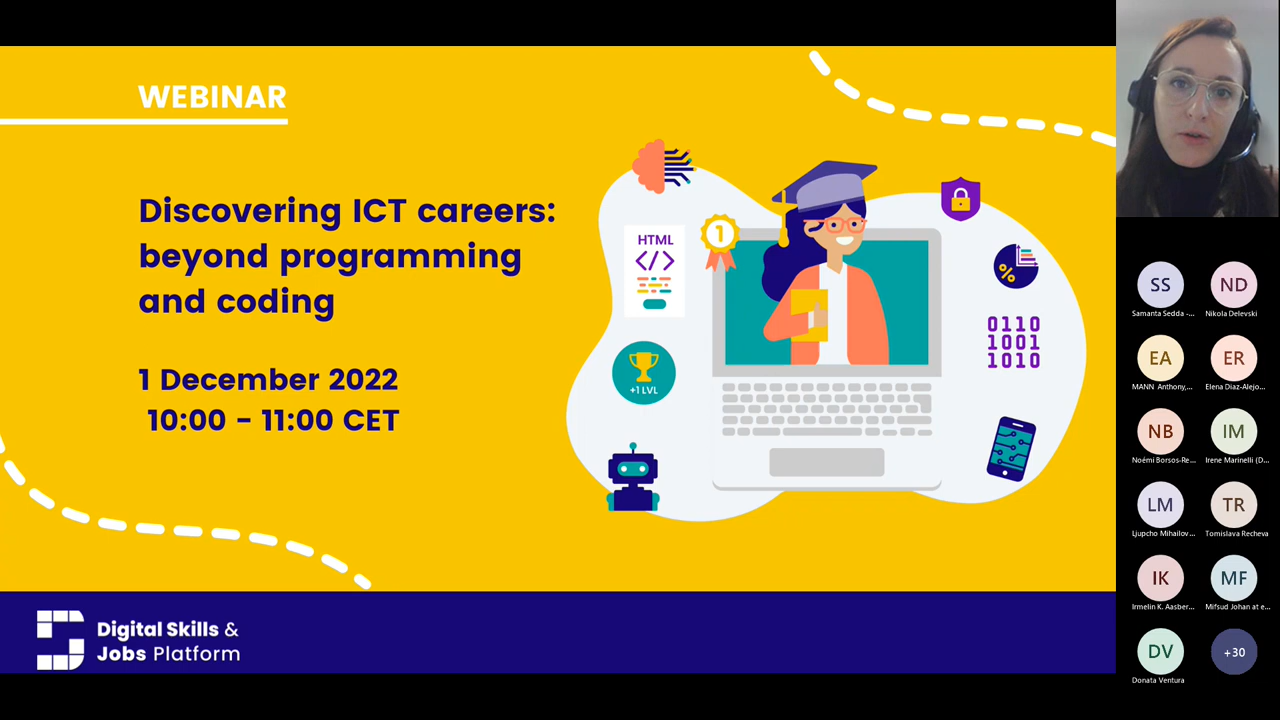 WEBINAR
Discovering ICT careers:
beyond programming
and coding
1 December 2022
10:00 - 11:00 CET
HTML
</>
1
+1 LVL
%
0110
1001
1010
Digital Skills &
Jobs Platform
SS
ND
Samanta Sedda -...
Nikola Delevski
EA
ER
MANN Anthony,...
Elena Diaz-Alejo...
NB
IM
Noémi Borsos-Re...
Irene Marinelli (D...
LM
TR
Ljupcho Mihailov...
Tomislava Recheva
IK
MF
Irmelin K. Aasber...
Mifsud Johan at e...
DV
+30
Donata Ventura